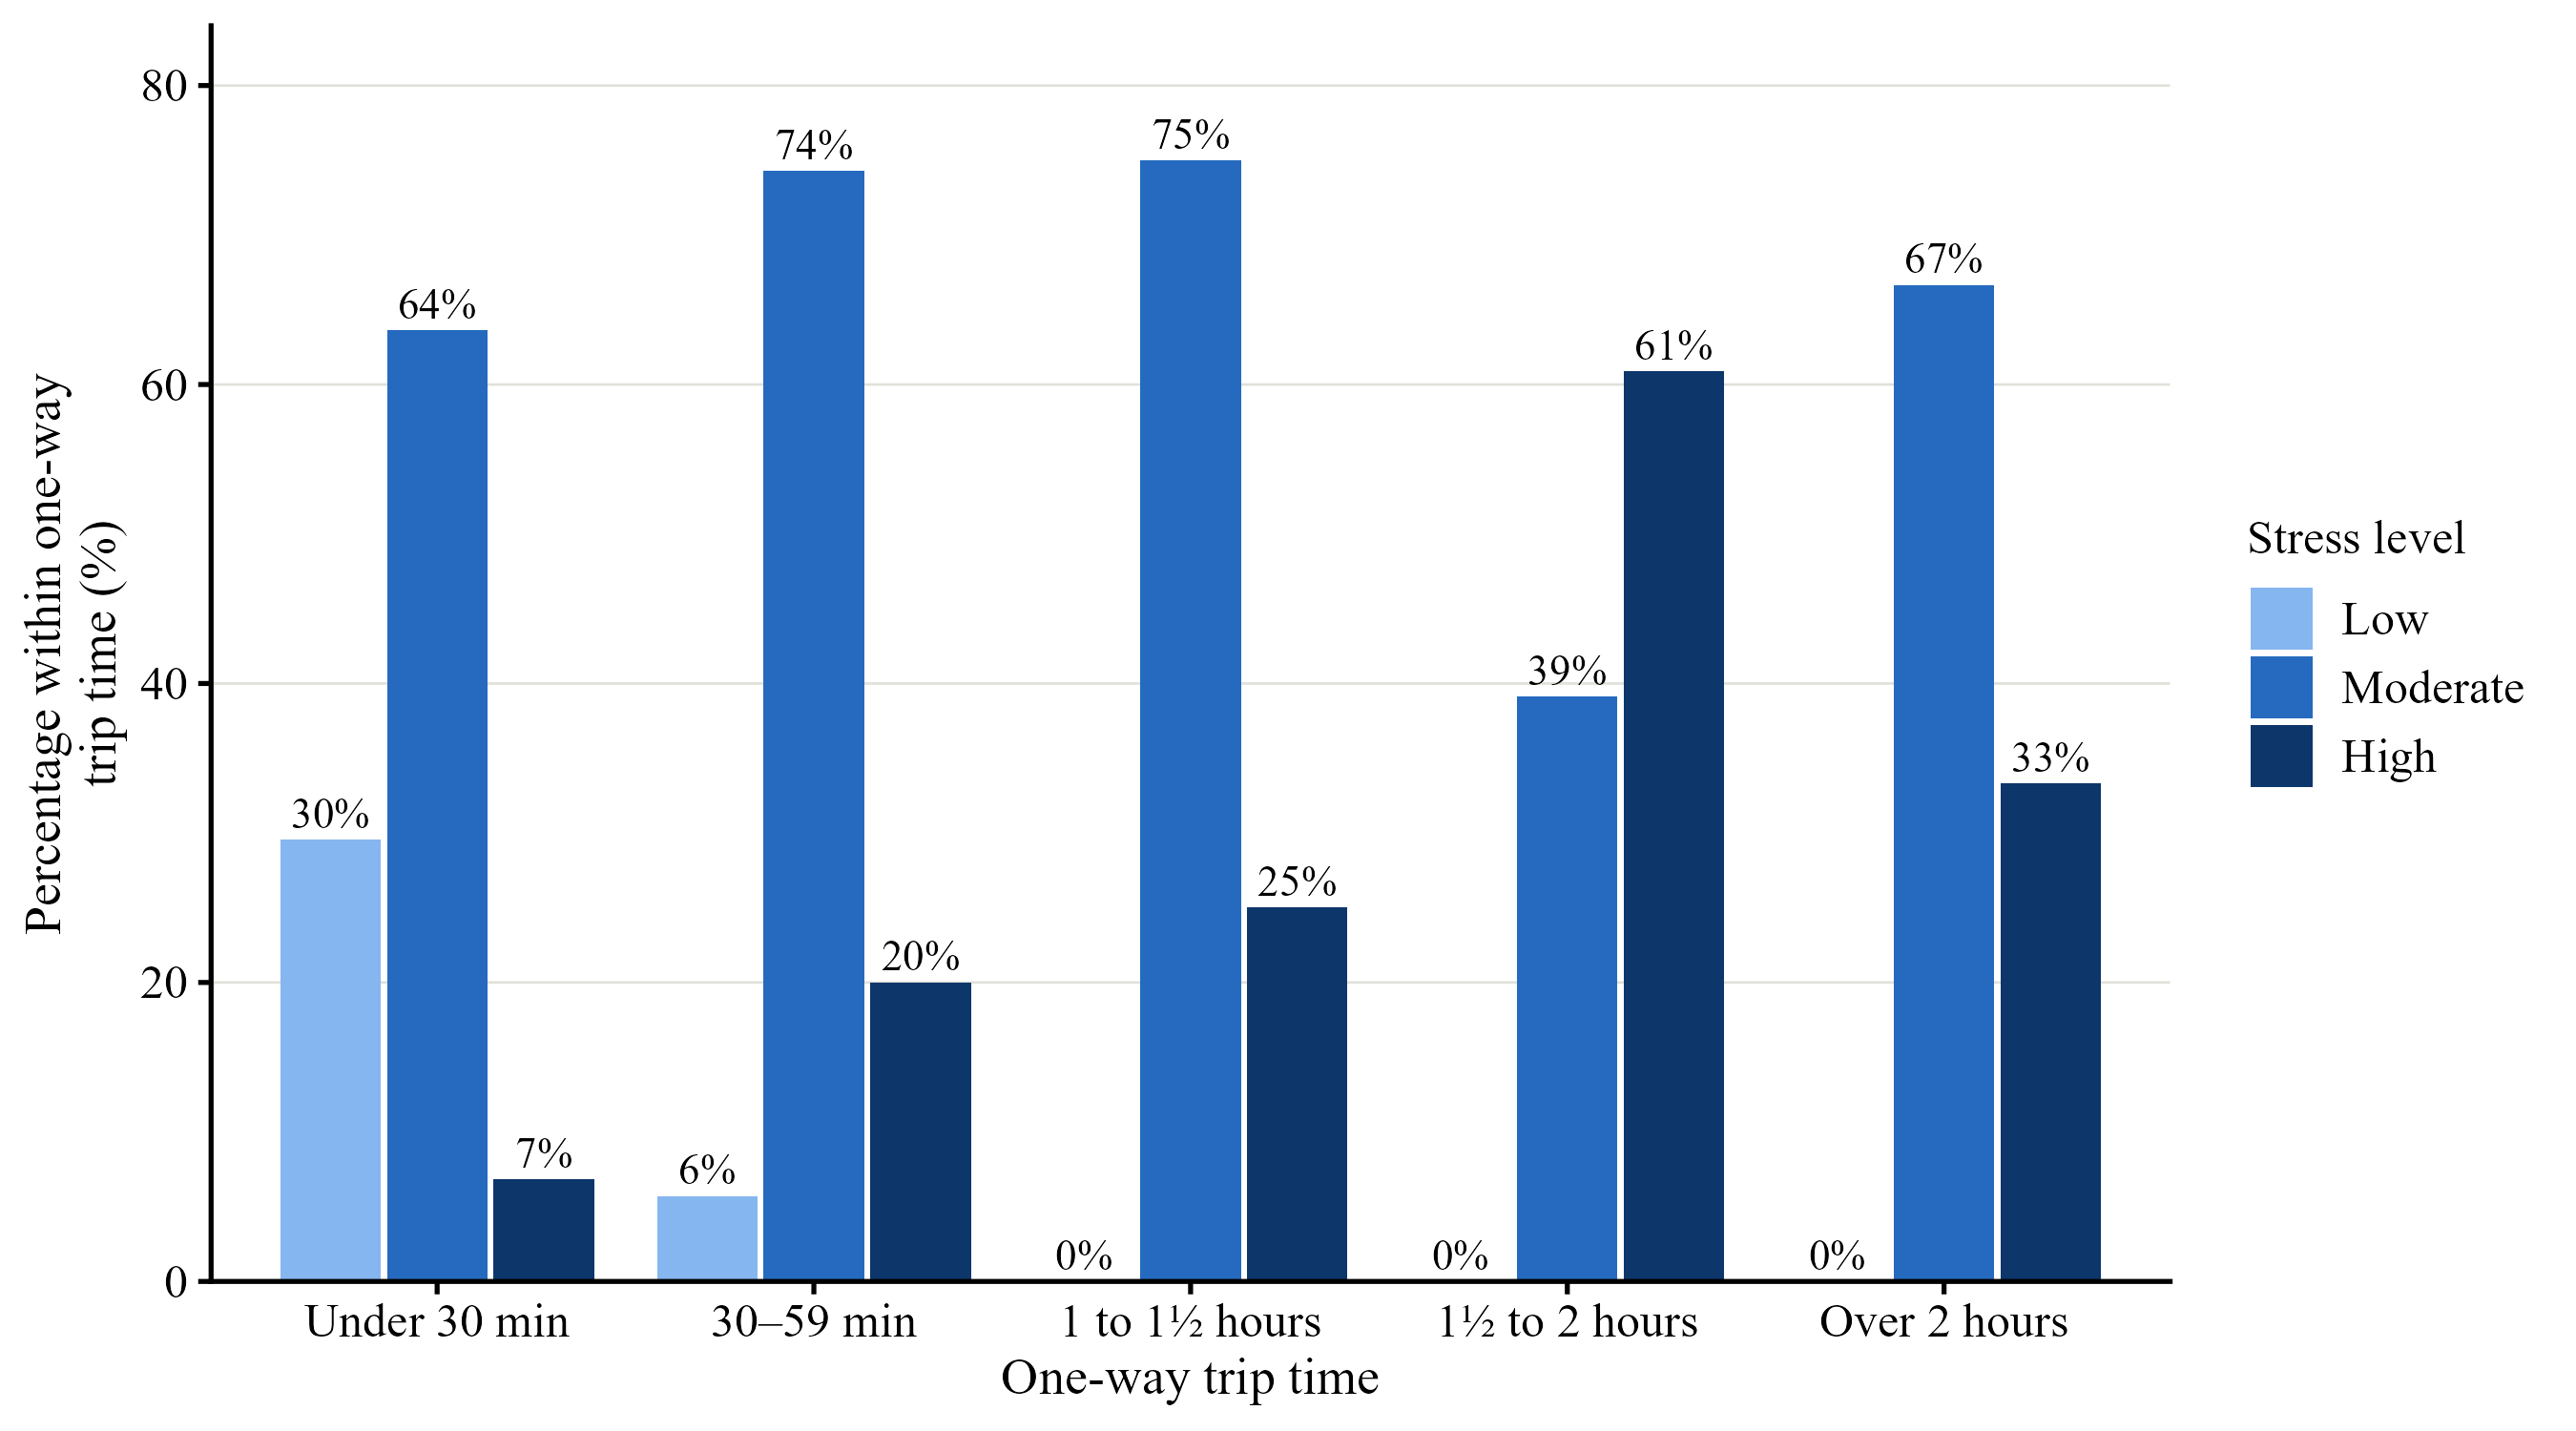 80
60
40
20
0
Percentage within one-way
trip time (%)
30%
64%
7%
6%
74%
20%
0%
75%
25%
0%
39%
61%
0%
67%
33%
Under 30 min
30–59 min
1 to 1½ hours
1½ to 2 hours
Over 2 hours
One-way trip time
Stress level
Low
Moderate
High